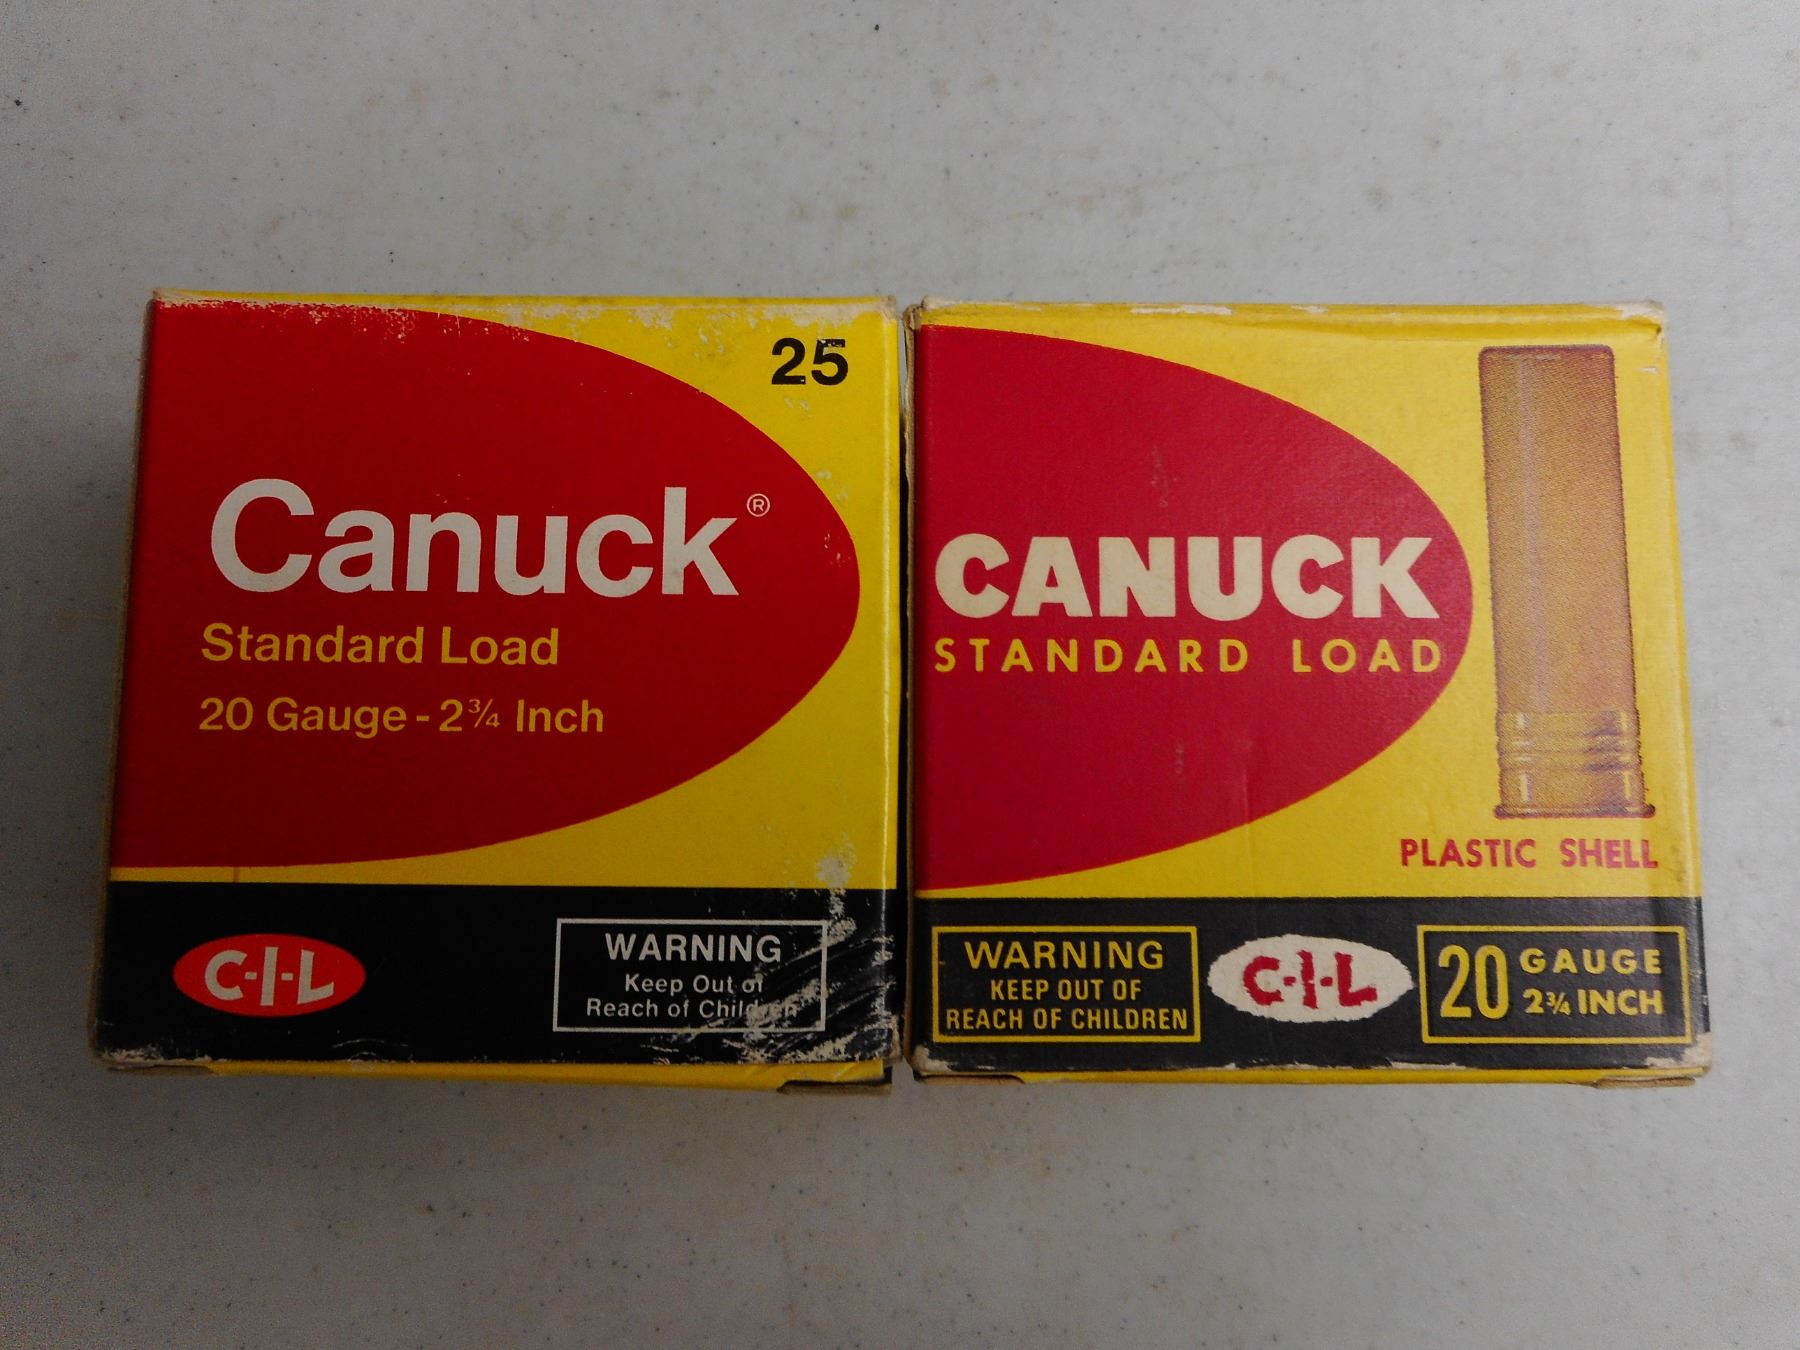 25
Canuck®
Standard Load
20 Gauge - 2¾ Inch
C-I-L
WARNING
Keep Out of
Reach of Children
CANUCK
STANDARD LOAD
PLASTIC SHELL
WARNING
KEEP OUT OF
REACH OF CHILDREN
C-I-L
20 GAUGE
2¾ INCH